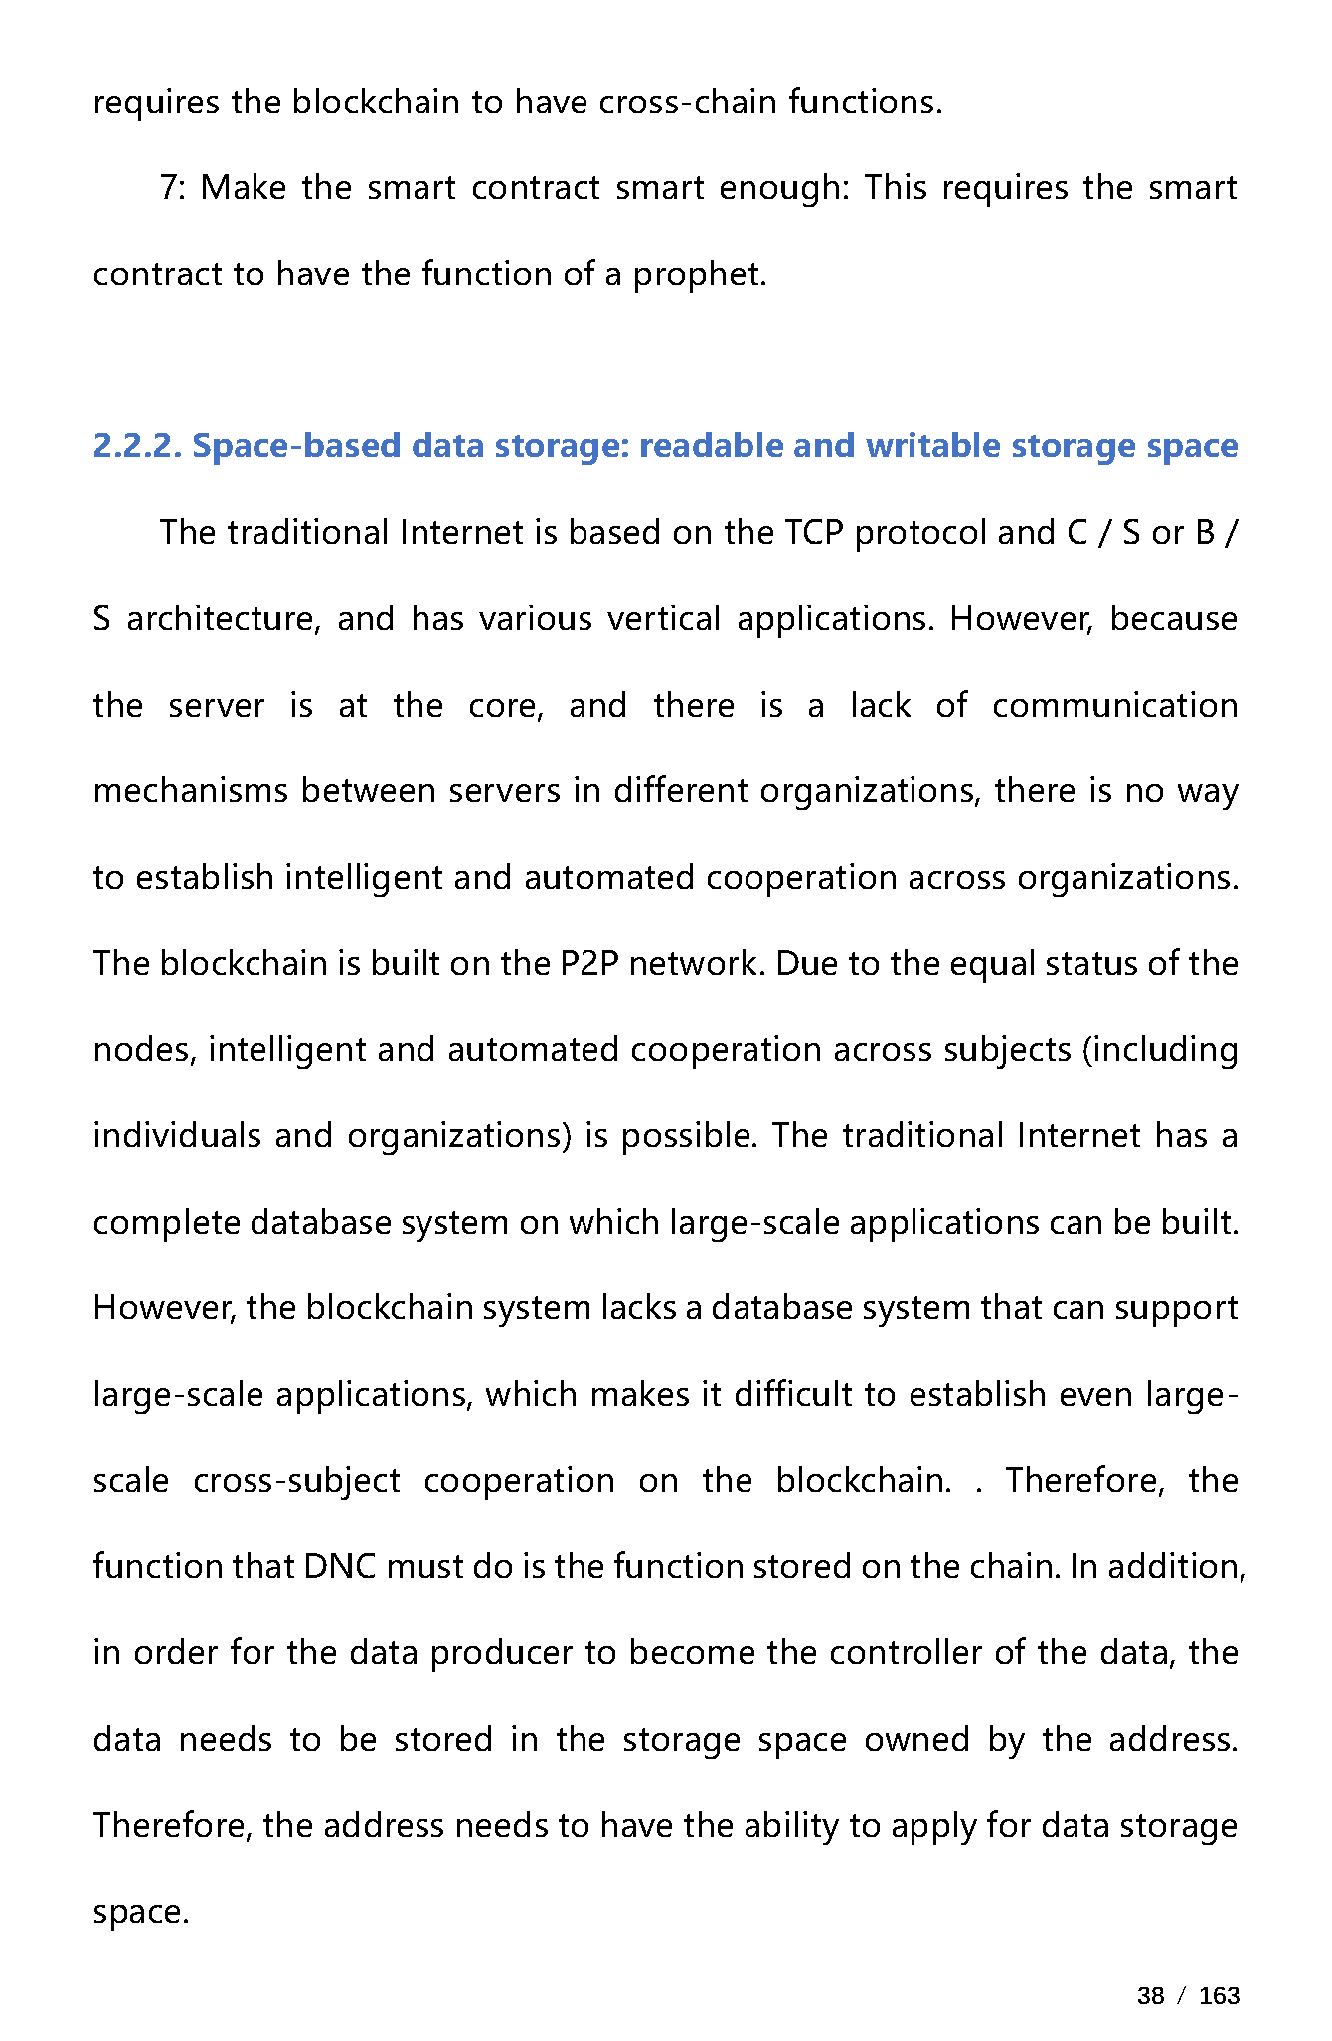 requires the blockchain to have cross-chain functions.
7: Make the smart contract smart enough: This requires the smart
contract to have the function of a prophet.
2.2.2. Space-based data storage: readable and writable storage space
The traditional Internet is based on the TCP protocol and C / S or B /
S architecture, and has various vertical applications. However, because
the server is at the core, and there is a lack of communication
mechanisms between servers in different organizations, there is no way
to establish intelligent and automated cooperation across organizations.
The blockchain is built on the P2P network. Due to the equal status of the
nodes, intelligent and automated cooperation across subjects (including
individuals and organizations) is possible. The traditional Internet has a
complete database system on which large-scale applications can be built.
However, the blockchain system lacks a database system that can support
large-scale applications, which makes it difficult to establish even large-
scale cross-subject cooperation on the blockchain. . Therefore, the
function that DNC must do is the function stored on the chain. In addition,
in order for the data producer to become the controller of the data, the
data needs to be stored in the storage space owned by the address.
Therefore, the address needs to have the ability to apply for data storage
space.
38 / 163